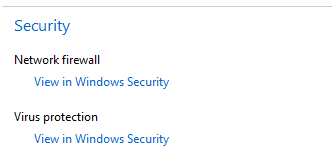 Security
Network firewall
View in Windows Security
Virus protection
View in Windows Security